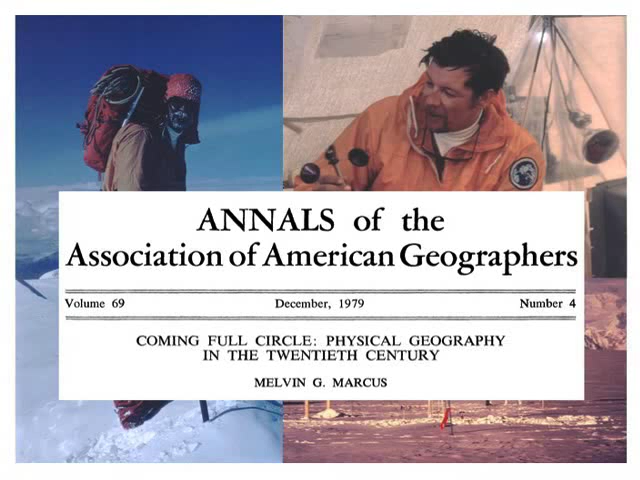 ANNALS of the
Association of American Geographers
Volume 69 December, 1979 Number 4
COMING FULL CIRCLE: PHYSICAL GEOGRAPHY
IN THE TWENTIETH CENTURY
MELVIN G. MARCUS